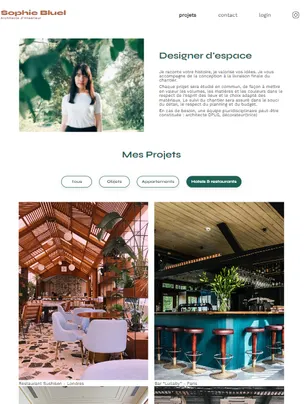 Sophie Bluel
Architecte d'intérieur
projets
contact
login
Designer d'espace
Je raconte votre histoire, je valorise vos idées. Je vous
accompagne de la conception à la livraison finale du
chantier.
Chaque projet sera étudié en commun, de façon à mettre
en valeur les volumes, les matières et les couleurs dans le
respect de l'esprit des lieux et le choix adapté des
matériaux. Le suivi du chantier sera assuré dans le souci
du détail, le respect du planning et du budget.
En cas de besoin, une équipe pluridisciplinaire peut-être
constituée : architecte DPLG, décorateur(trice)
Mes Projets
Tous
Objets
Appartements
Hotels & restaurants
Restaurant Sushisen - Londres
Bar "Lullaby" - Paris